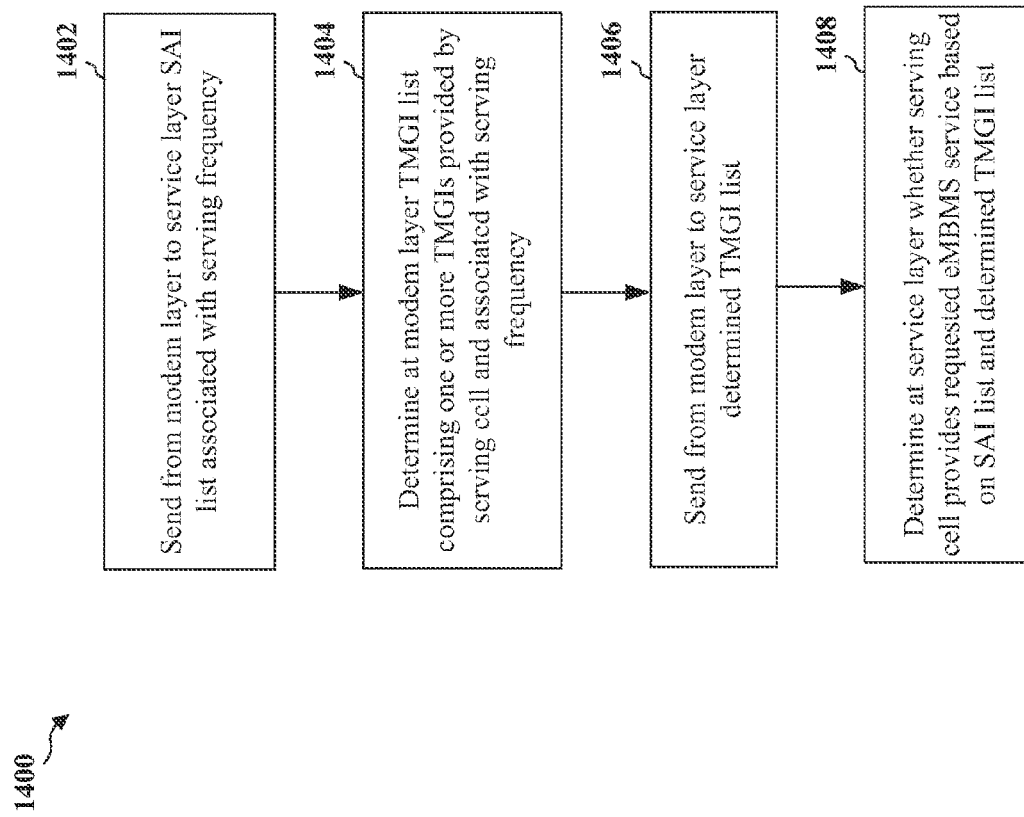 1400
1402
Send from modem layer to service layer SAI
list associated with serving frequency
1404
Determine at modem layer TMGI list
comprising one or more TMGIs provided by
serving cell and associated with serving
frequency
1406
Send from modem layer to service layer
determined TMGI list
1408
Determine at service layer whether serving
cell provides requested eMBMS service based
on SAI list and determined TMGI list